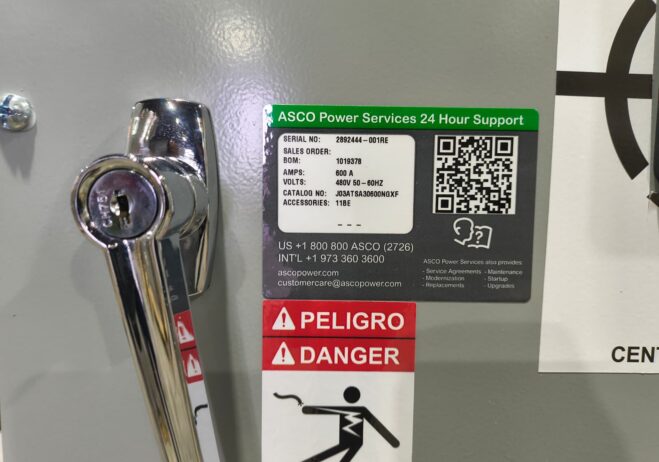 ASCO Power Services 24 Hour Support
SERIAL NO: 2892444-001RE
SALES ORDER:
BOM: 1019378
AMPS: 600 A
VOLTS: 480V 50-60HZ
CATALOG NO: J03ATSA30600NGXF
ACCESSORIES: 11BE
---
US +1 800 800 ASCO (2726)
INT'L +1 973 360 3600
ascopower.com
customercare@ascopower.com
ASCO Power Services also provides:
- Service Agreements - Maintenance
- Modernization - Startup
- Replacements - Upgrades
CH751
PELIGRO
DANGER
CENT